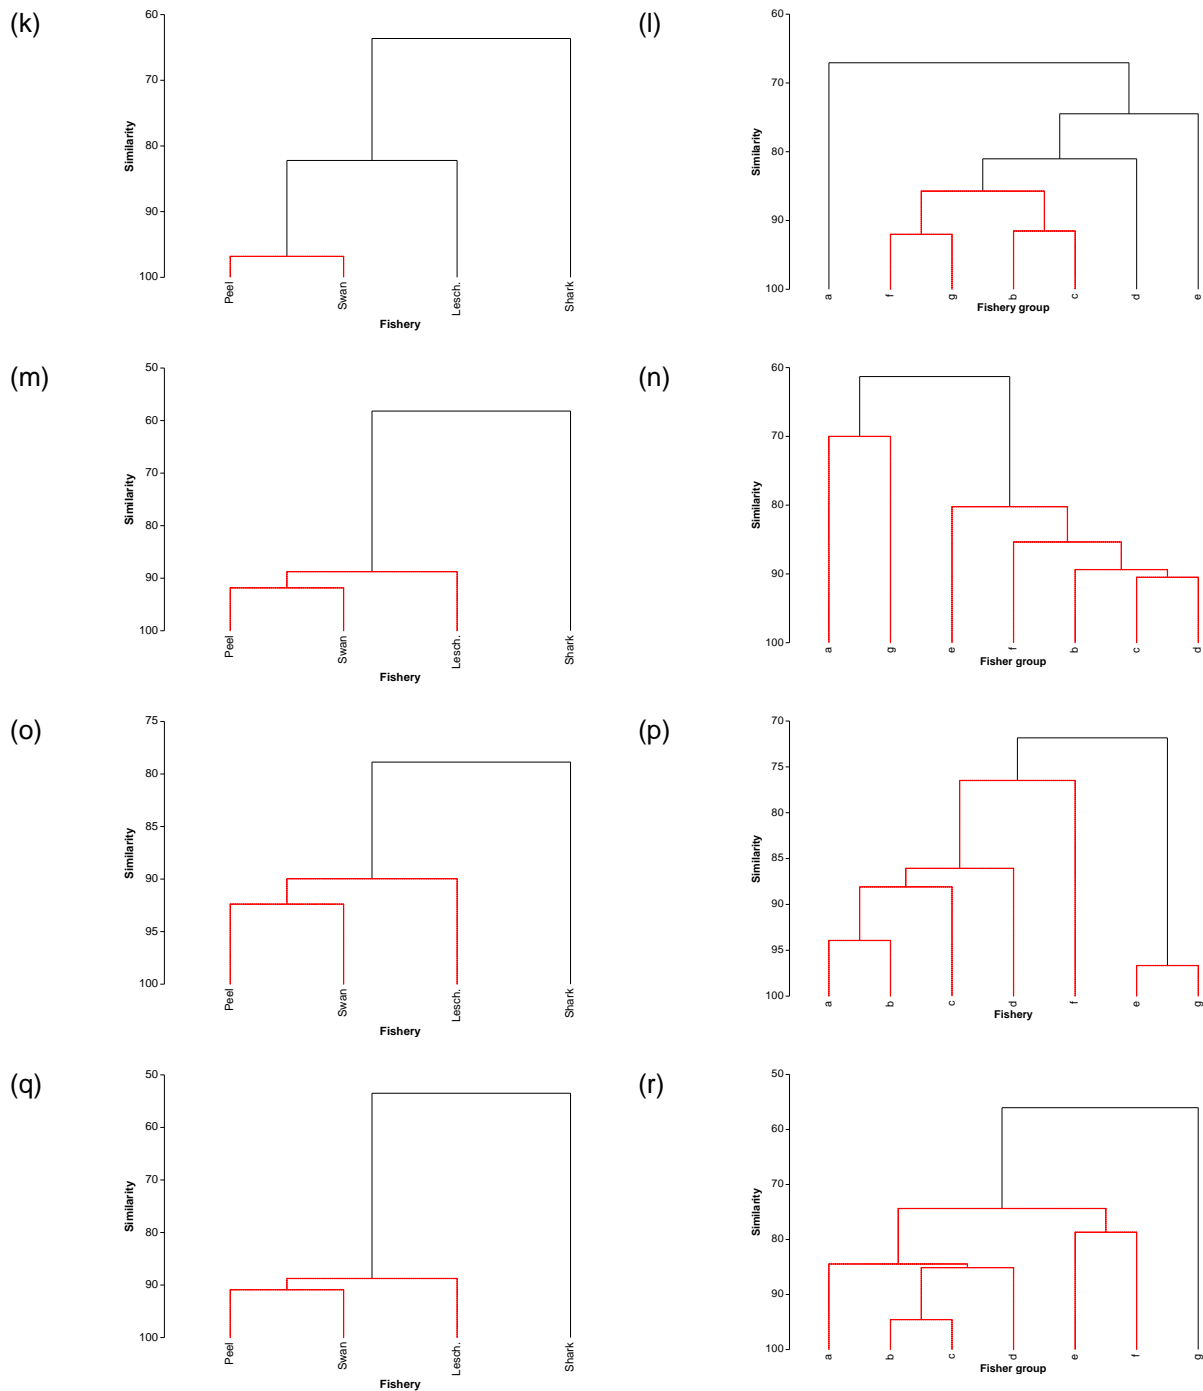 (k)
60
70
80
90
100
Similarity
Peel
Swan
Lesch.
Shark
Fishery
(l)
60
70
80
90
100
Similarity
a
f
g
b
c
d
e
Fishery group
(m)
50
60
70
80
90
100
Similarity
Peel
Swan
Lesch.
Shark
Fishery
(n)
60
70
80
90
100
Similarity
a
g
e
f
b
c
d
Fisher group
(o)
75
80
85
90
95
100
Similarity
Peel
Swan
Lesch.
Shark
Fishery
(p)
70
75
80
85
90
95
100
Similarity
a
b
c
d
f
e
g
Fishery
(q)
50
60
70
80
90
100
Similarity
Peel
Swan
Lesch.
Shark
Fishery
(r)
50
60
70
80
90
100
Similarity
a
b
c
d
e
f
g
Fisher group